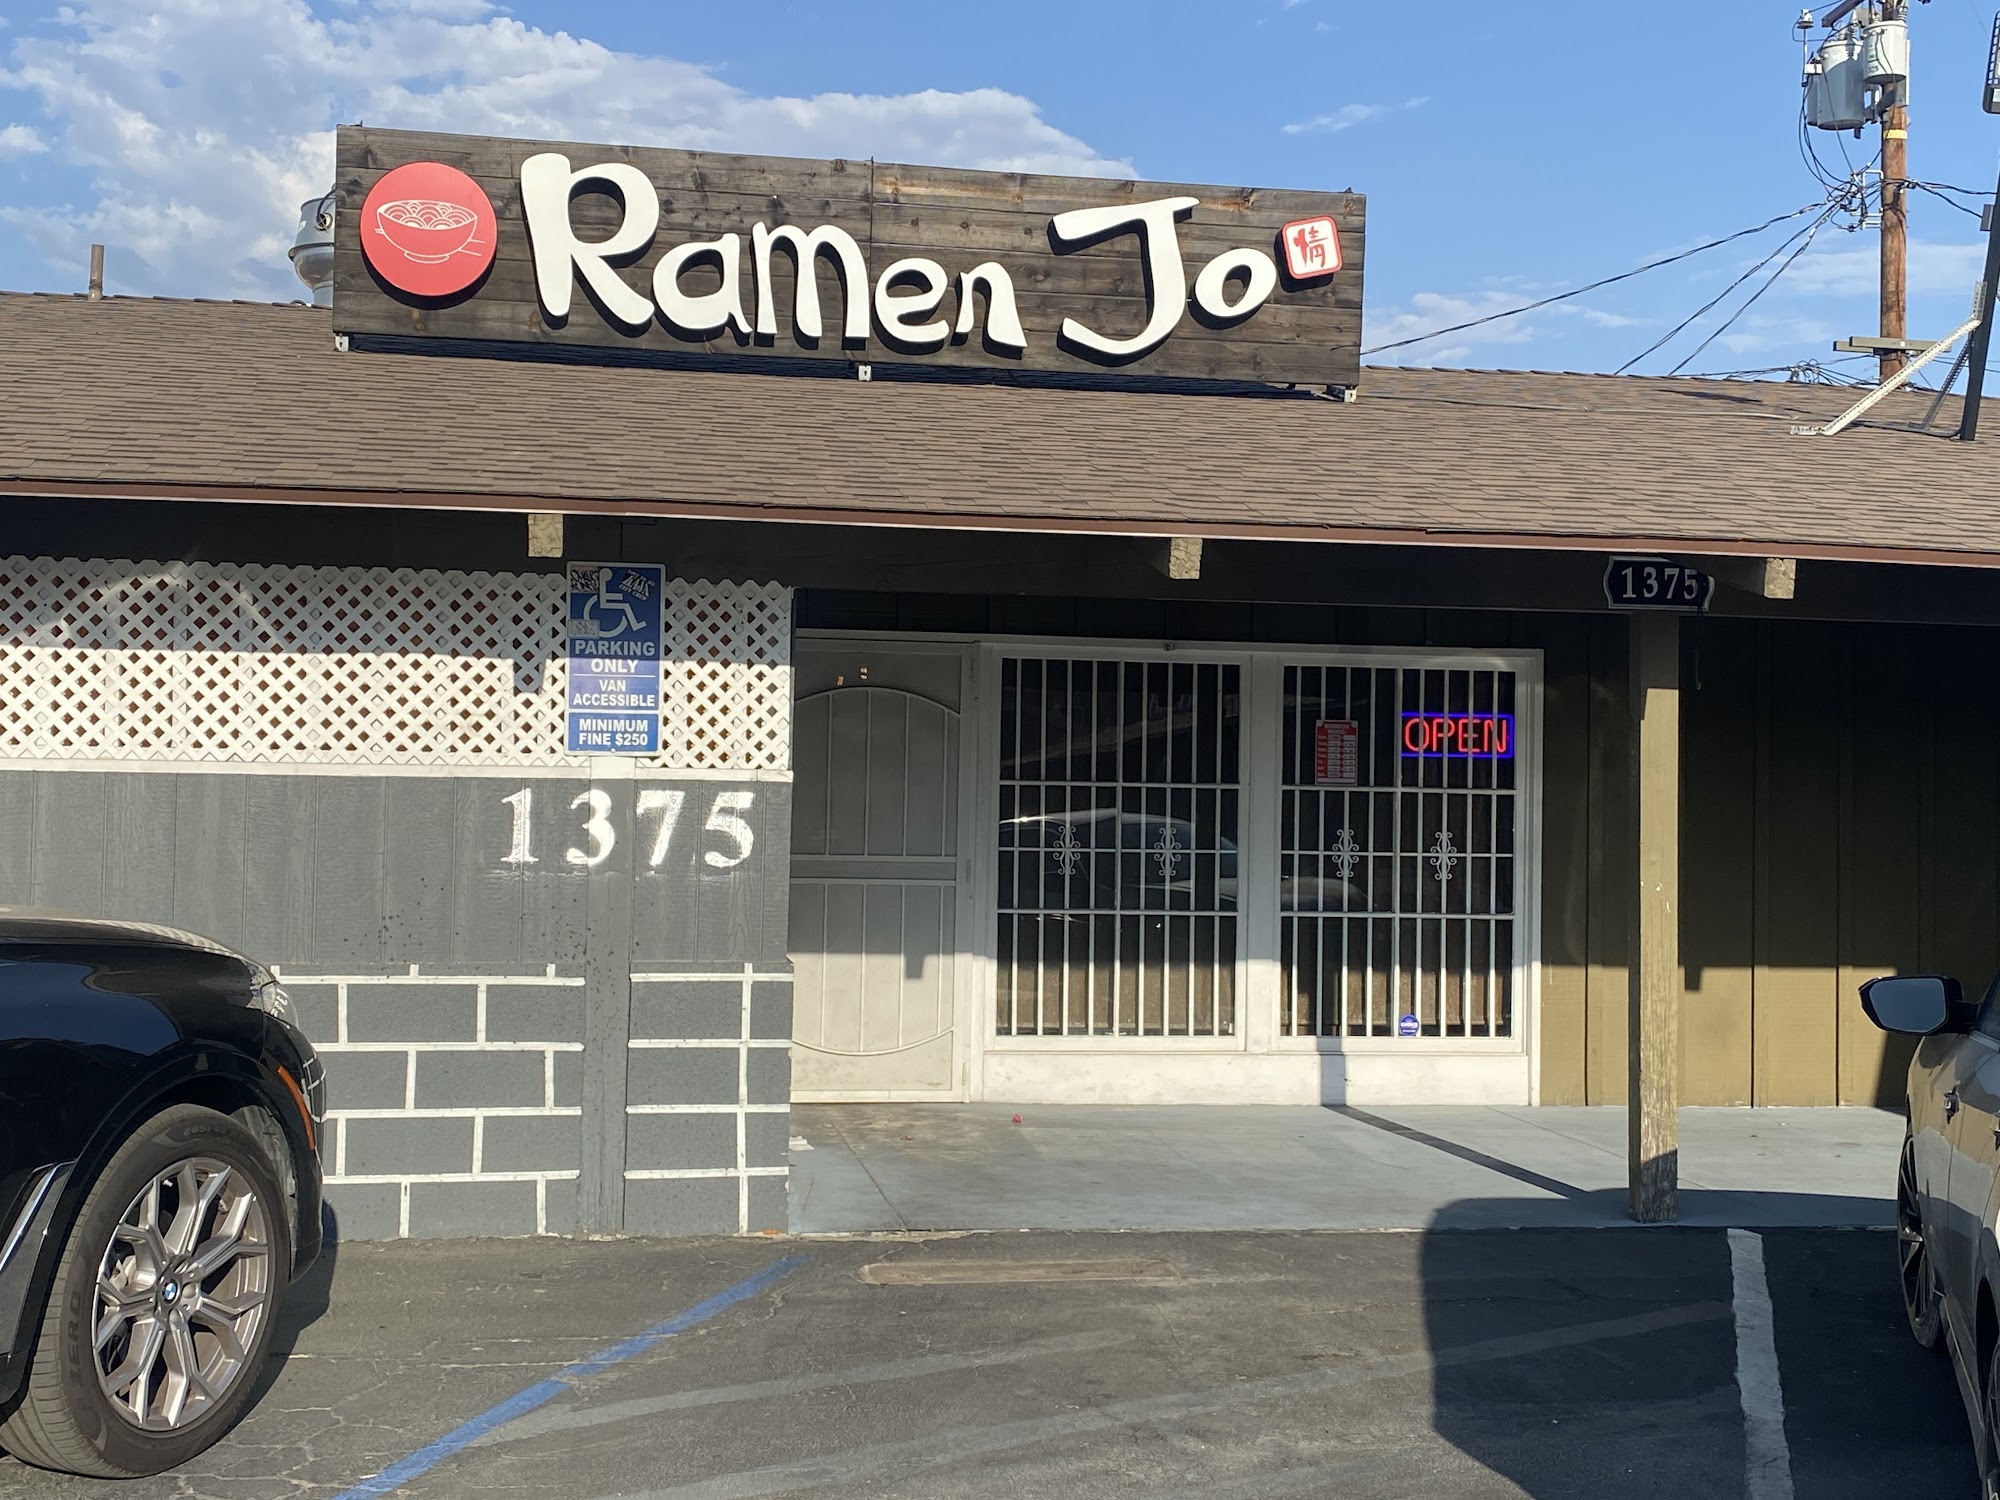 Ramen Jo 情
PARKING
ONLY
VAN
ACCESSIBLE
MINIMUM
FINE $250
1375
1375
OPEN